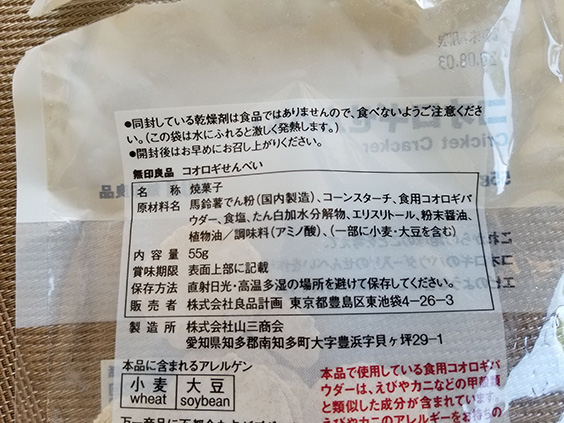 ●同封している乾燥剤は食品ではありませんので、食べないようご注意くださ
い。(この袋は水にふれると激しく発熱します。)
●開封後はお早めにお召し上がりください。
無印良品 コオロギせんべい
名 称 焼菓子
原材料名 馬鈴薯でん粉(国内製造)、コーンスターチ、食用コオロギパ
ウダー、食塩、たん白加水分解物、エリスリトール、粉末醤油、
植物油/調味料(アミノ酸)、(一部に小麦・大豆を含む)
内容量 55g
賞味期限 表面上部に記載
保存方法 直射日光・高温多湿の場所を避けて保存してください。
販売者 株式会社良品計画 東京都豊島区東池袋4-26-3
製造所 株式会社山三商会
愛知県知多郡南知多町大字豊浜字貝ヶ坪29-1
本品に含まれるアレルゲン
小麦 wheat 大豆 soybean
本品で使用している食用コオロギパ
ウダーは、えびやカニなどの甲殻類
と類似した成分が含まれています。
えびやカニのアレルギーをお持ちの
Cricket Cracker